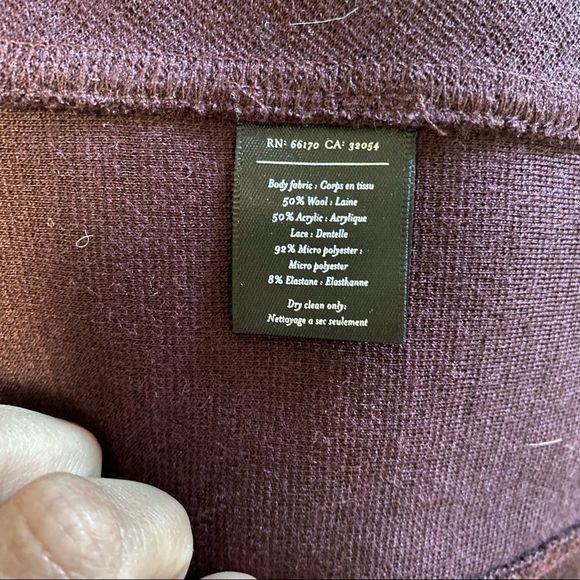 RN: 66170 CA: 32054
Body fabric : Corps en tissu
50% Wool : Laine
50% Acrylic : Acrylique
Lace : Dentelle
92% Micro polyester :
Micro polyester
8% Elastane : Elasthanne
Dry clean only:
Nettoyage a sec seulement